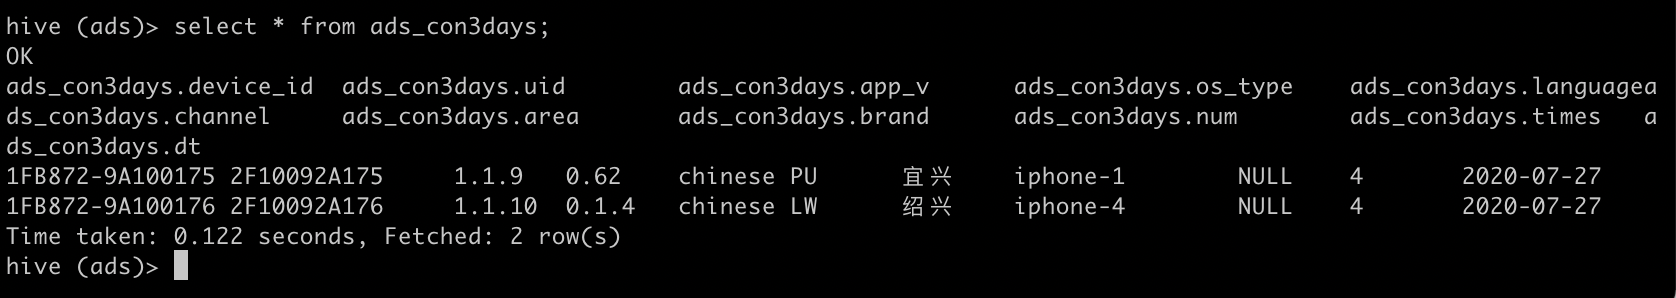 hive (ads)> select * from ads_con3days;
OK
ads_con3days.device_id  ads_con3days.uid        ads_con3days.app_v      ads_con3days.os_type    ads_con3days.languagea
ds_con3days.channel     ads_con3days.area       ads_con3days.brand      ads_con3days.num        ads_con3days.times   a
ds_con3days.dt
1FB872-9A100175 2F10092A175     1.1.9   0.62    chinese PU      宜兴    iphone-1        NULL    4       2020-07-27
1FB872-9A100176 2F10092A176     1.1.10  0.1.4   chinese LW      绍兴    iphone-4        NULL    4       2020-07-27
Time taken: 0.122 seconds, Fetched: 2 row(s)
hive (ads)>